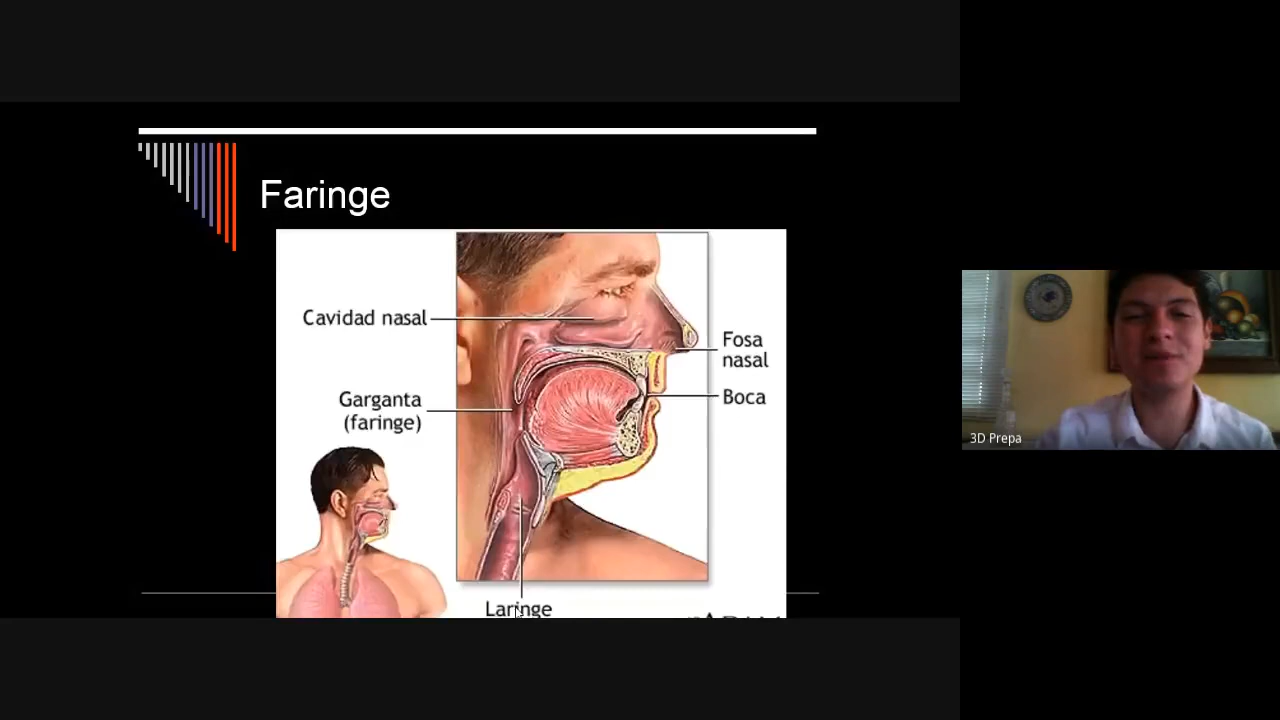 Faringe
Cavidad nasal
Fosa
nasal
Boca
Garganta
(faringe)
Laringe
3D Prepa